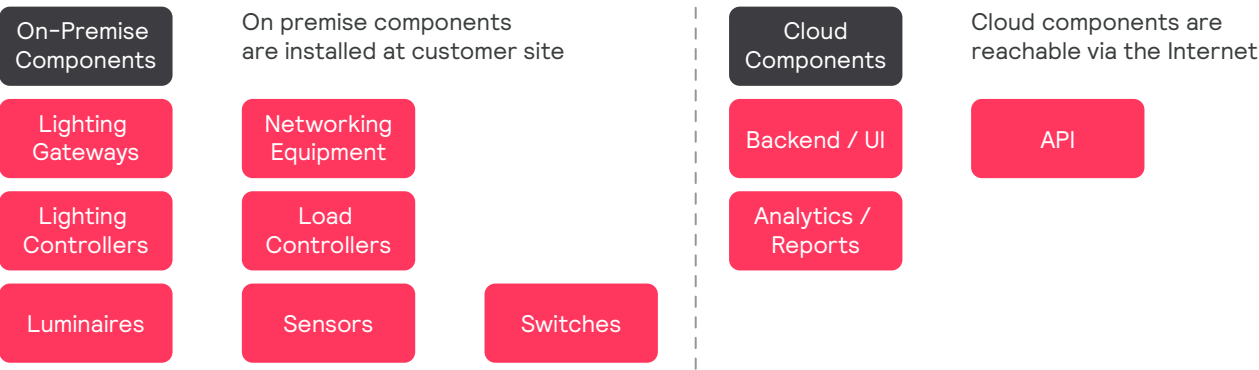 On-Premise
Components
On premise components
are installed at customer site
Lighting
Gateways
Networking
Equipment
Lighting
Controllers
Load
Controllers
Luminaires
Sensors
Switches
Cloud
Components
Cloud components are
reachable via the Internet
Backend / UI
API
Analytics /
Reports